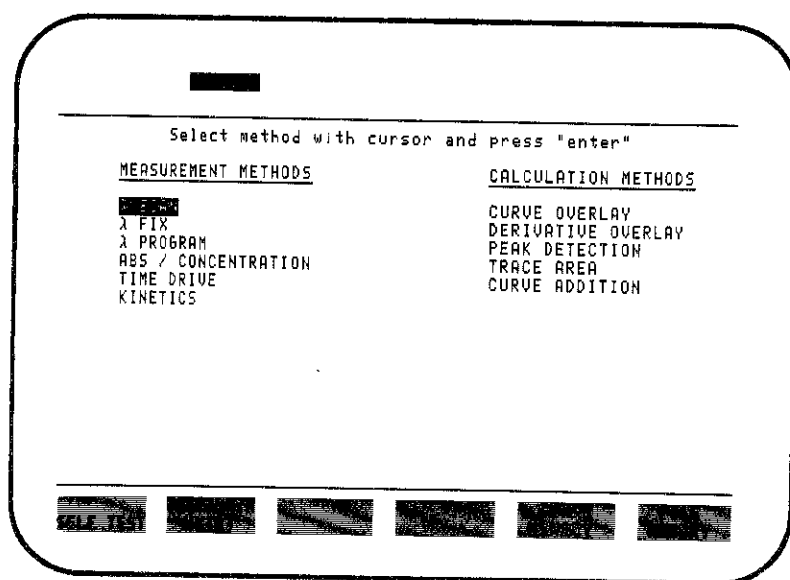 Select method with cursor and press "enter"
MEASUREMENT METHODS
λ FIX
λ PROGRAM
ABS / CONCENTRATION
TIME DRIVE
KINETICS
CALCULATION METHODS
CURVE OVERLAY
DERIVATIVE OVERLAY
PEAK DETECTION
TRACE AREA
CURVE ADDITION
SELF TEST